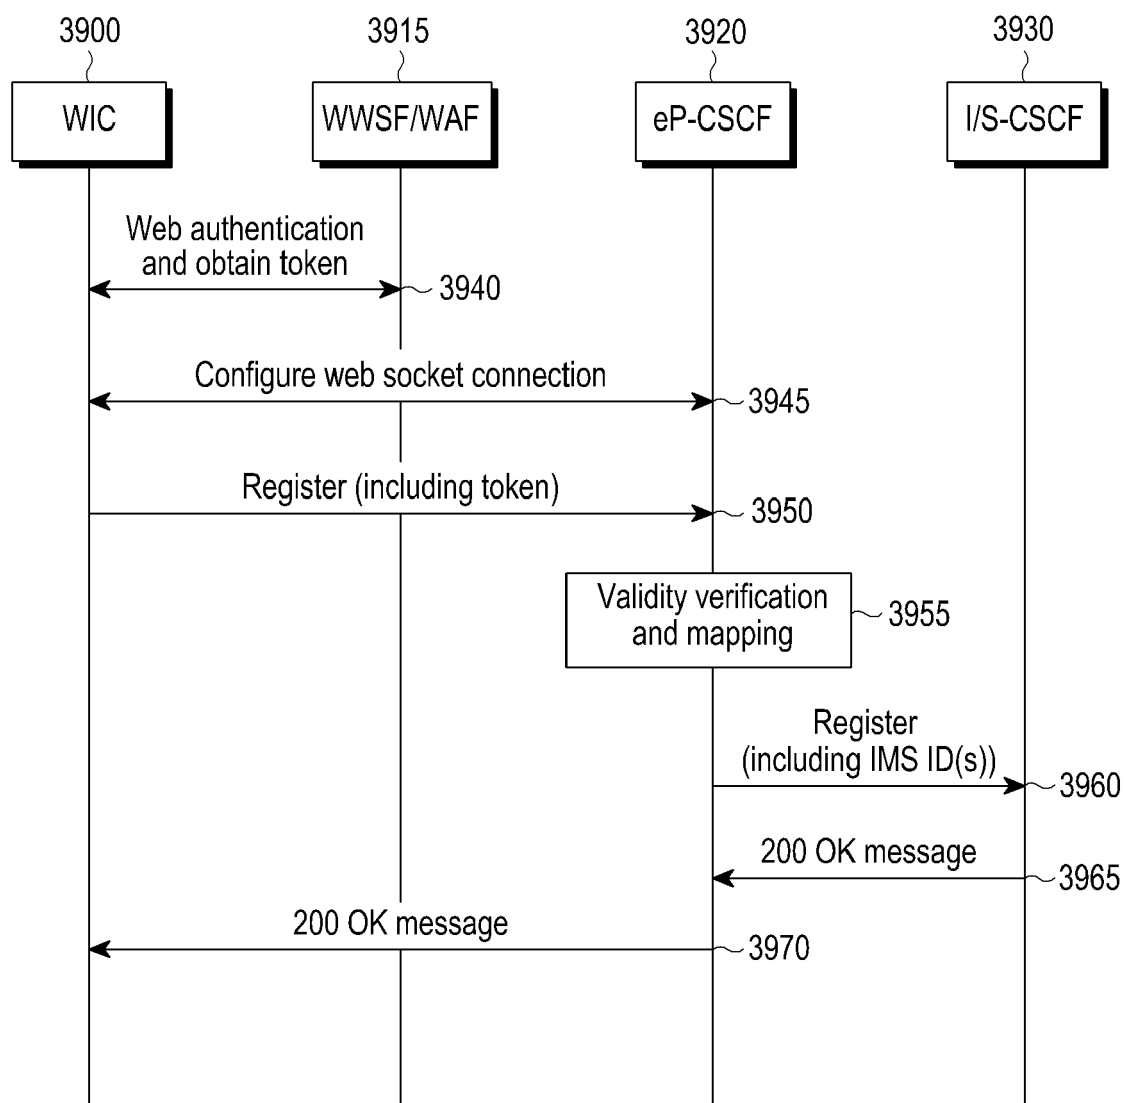 3900
3915
3920
3930
WIC
WWSF/WAF
eP-CSCF
I/S-CSCF
Web authentication
and obtain token
3940
Configure web socket connection
3945
Register (including token)
3950
Validity verification
and mapping
3955
Register
(including IMS ID(s))
3960
200 OK message
3965
200 OK message
3970